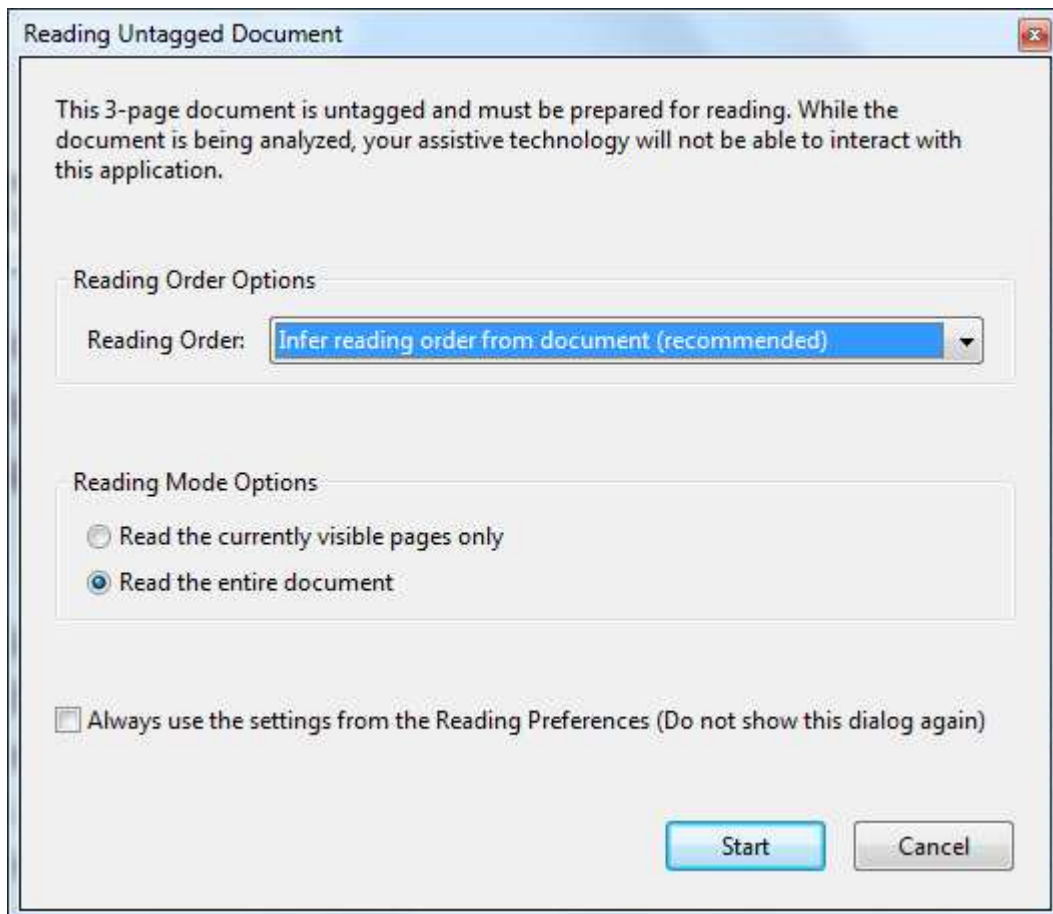 Reading Untagged Document
This 3-page document is untagged and must be prepared for reading. While the
document is being analyzed, your assistive technology will not be able to interact with
this application.
Reading Order Options
Reading Order: Infer reading order from document (recommended)
Reading Mode Options
Read the currently visible pages only
Read the entire document
Always use the settings from the Reading Preferences (Do not show this dialog again)
Start Cancel